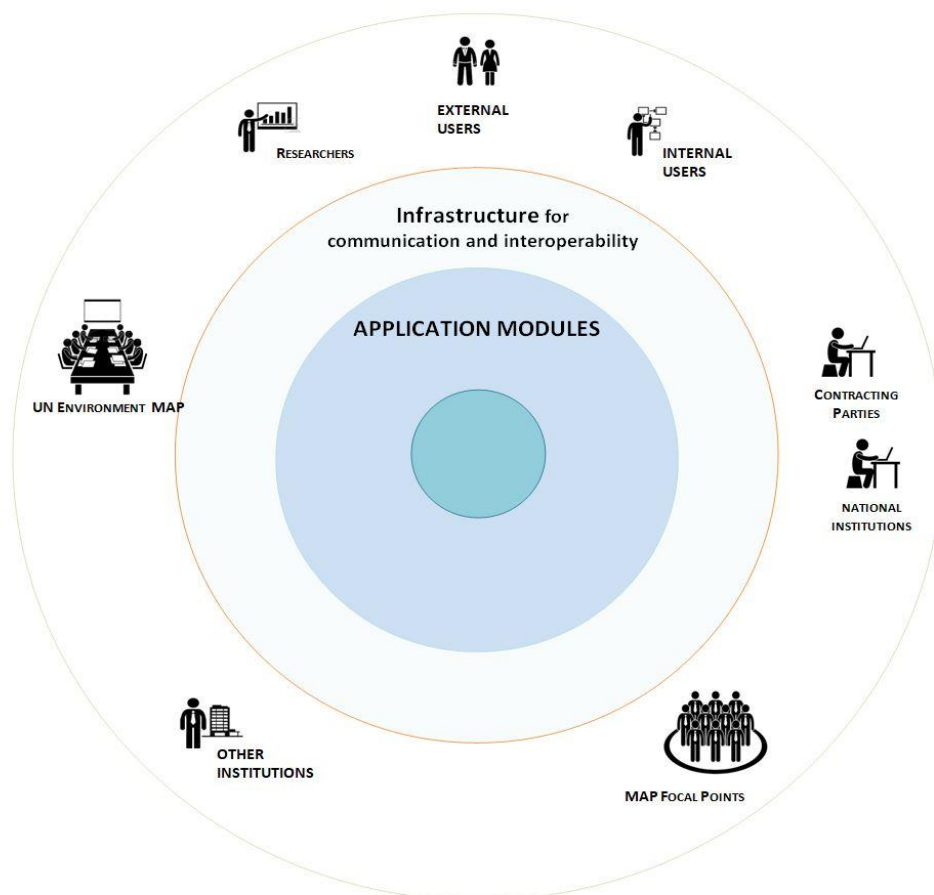 EXTERNAL
USERS
RESEARCHERS
INTERNAL
USERS
Infrastructure for
communication and interoperability
APPLICATION MODULES
UN ENVIRONMENT MAP
CONTRACTING
PARTIES
NATIONAL
INSTITUTIONS
OTHER
INSTITUTIONS
MAP FOCAL POINTS